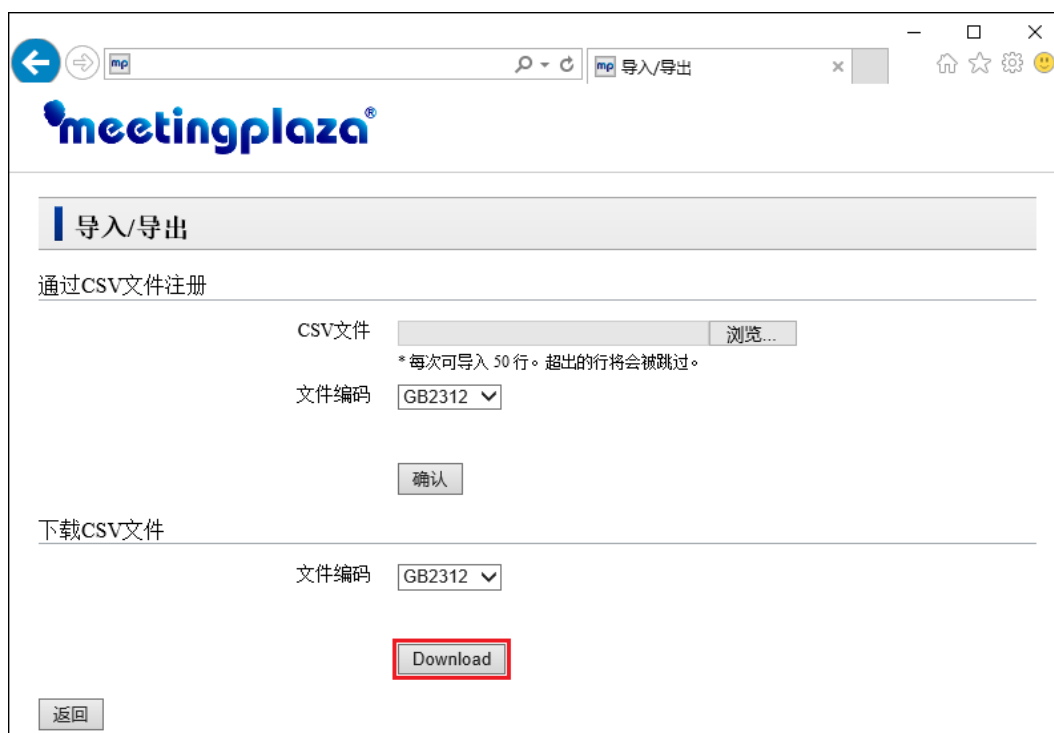 mp
mp 导入/导出
meetingplaza®
导入/导出
通过CSV文件注册
CSV文件 浏览...
* 每次可导入 50 行。超出的行将会被跳过。
文件编码 GB2312
确认
下载CSV文件
文件编码 GB2312
Download
返回